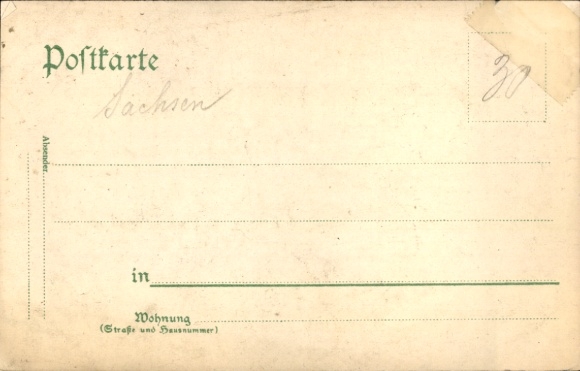 Postkarte
30
Sachsen
Absender
in
Wohnung
(Straße und Hausnummer)